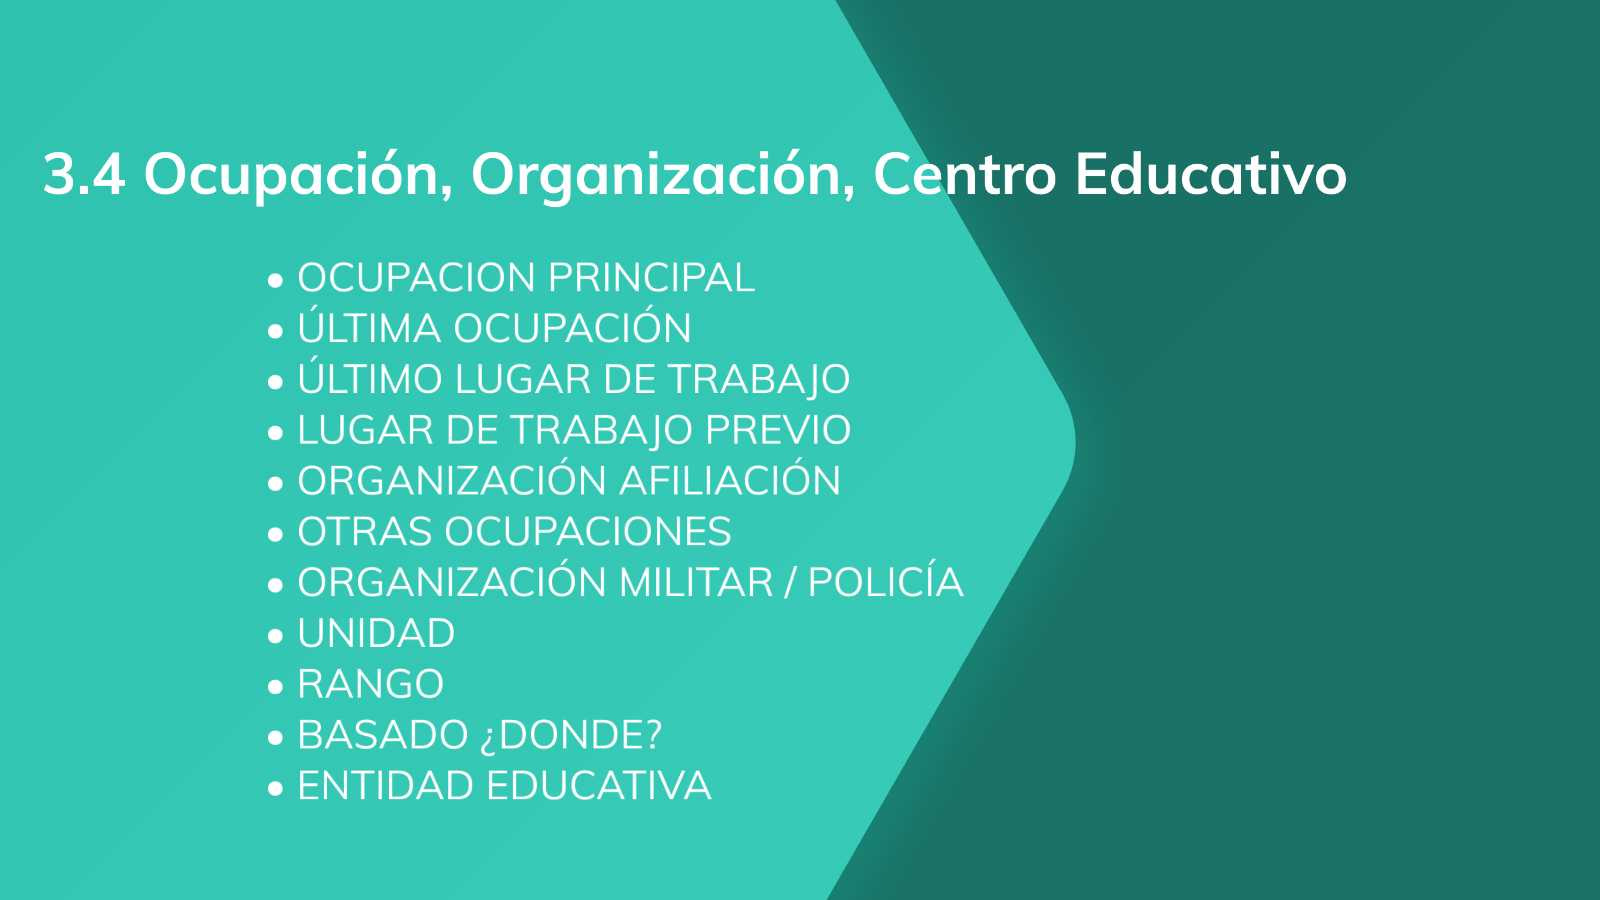 3.4 Ocupación, Organización, Centro Educativo
• OCUPACION PRINCIPAL
• ÚLTIMA OCUPACIÓN
• ÚLTIMO LUGAR DE TRABAJO
• LUGAR DE TRABAJO PREVIO
• ORGANIZACIÓN AFILIACIÓN
• OTRAS OCUPACIONES
• ORGANIZACIÓN MILITAR / POLICÍA
• UNIDAD
• RANGO
• BASADO ¿DONDE?
• ENTIDAD EDUCATIVA